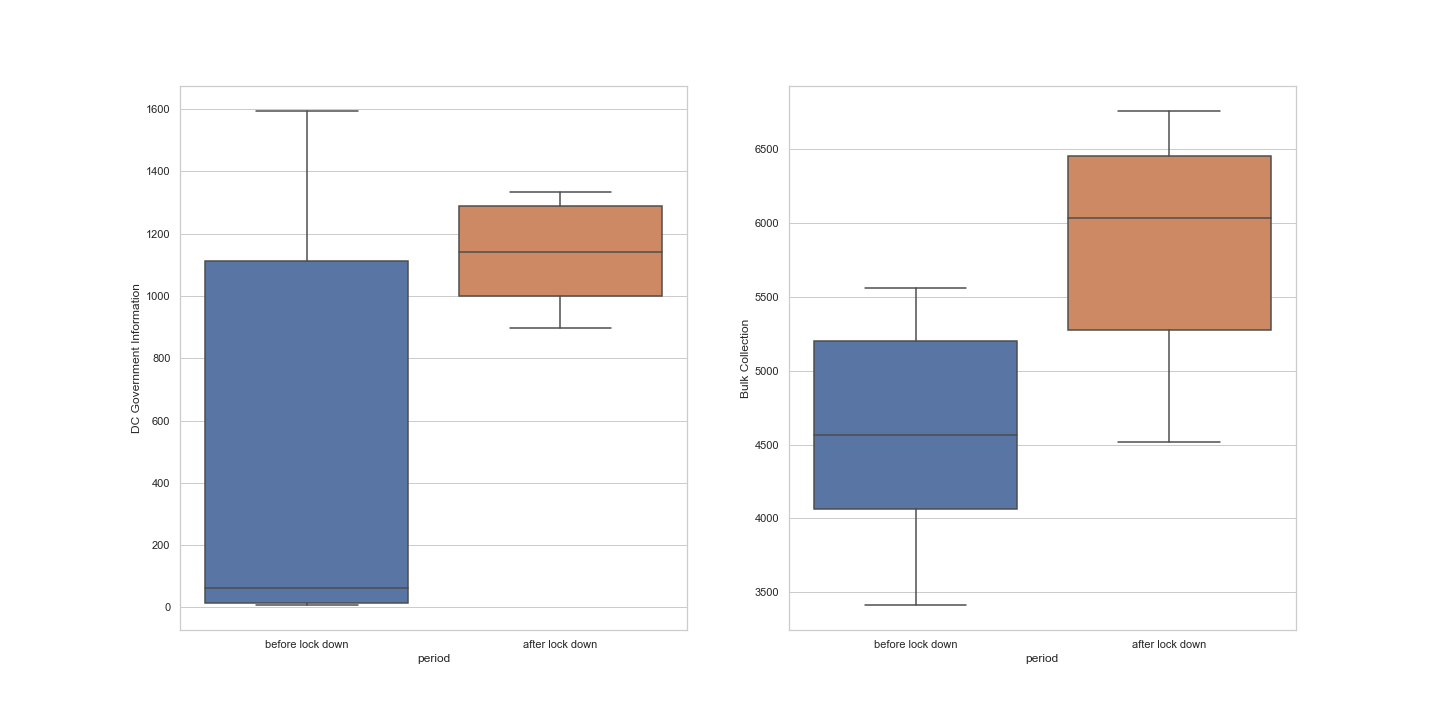 DC Government Information
1600
1400
1200
1000
800
600
400
200
0
before lock down
after lock down
period
Bulk Collection
6500
6000
5500
5000
4500
4000
3500
before lock down
after lock down
period